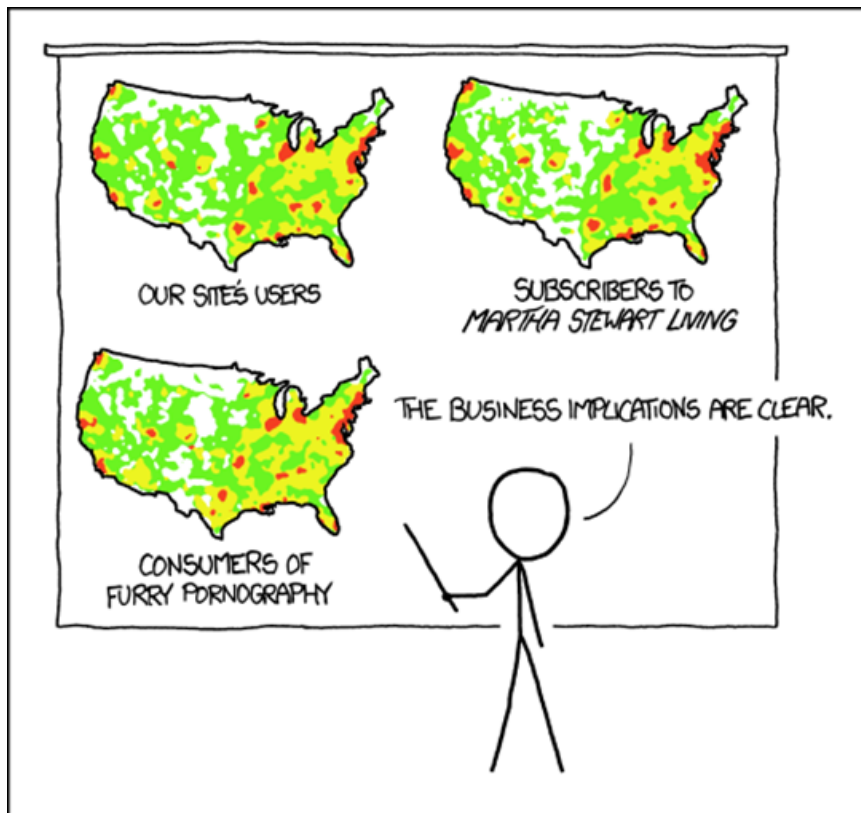 OUR SITE'S USERS
SUBSCRIBERS TO
MARTHA STEWART LIVING
THE BUSINESS IMPLICATIONS ARE CLEAR.
CONSUMERS OF
FURRY PORNOGRAPHY